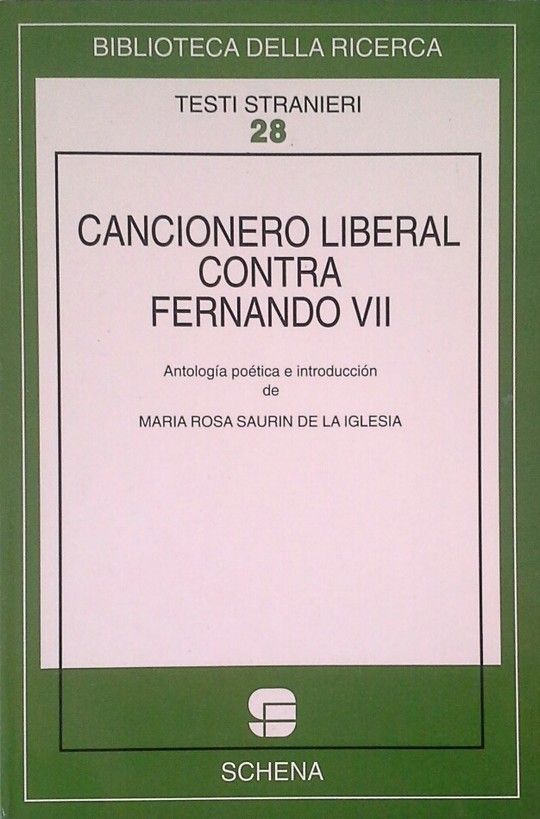 BIBLIOTECA DELLA RICERCA
TESTI STRANIERI
28
CANCIONERO LIBERAL
CONTRA
FERNANDO VII
Antología poética e introducción
de
MARIA ROSA SAURIN DE LA IGLESIA
SCHENA